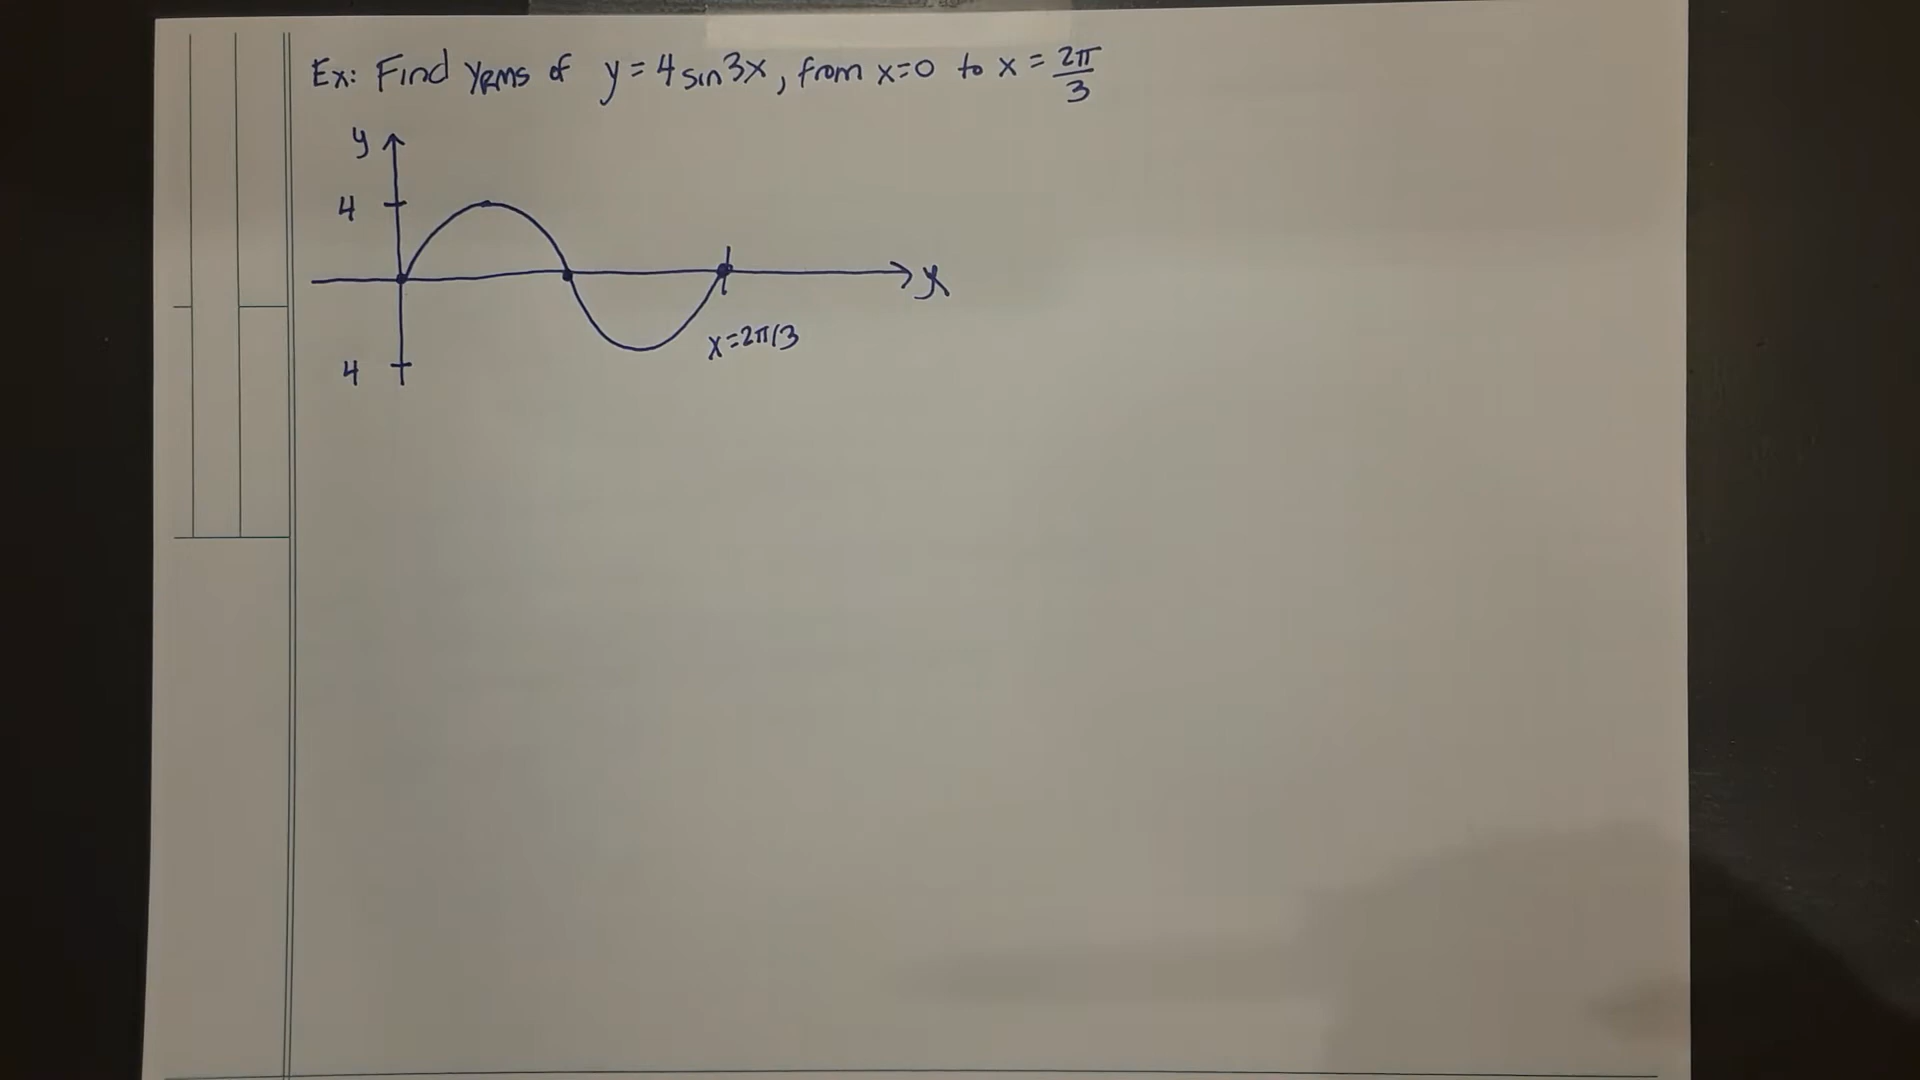 Ex: Find yRMS of y = 4 sin 3x, from x=0 to x = 2π/3
y
4
x
x=2π/3
4